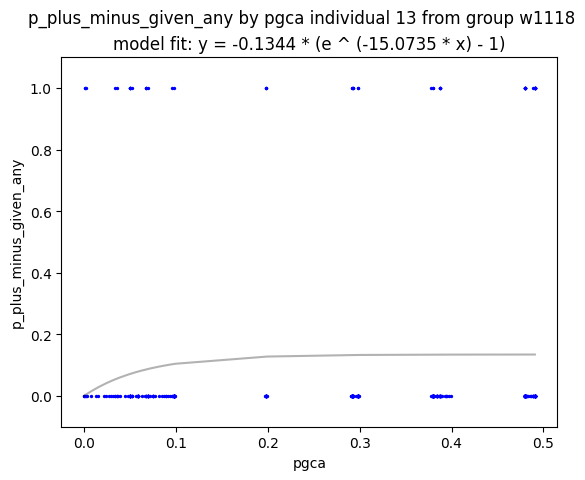 p_plus_minus_given_any by pgca individual 13 from group w1118
model fit: y = -0.1344 * (e ^ (-15.0735 * x) - 1)
p_plus_minus_given_any
1.0
0.8
0.6
0.4
0.2
0.0
0.0 0.1 0.2 0.3 0.4 0.5
pgca